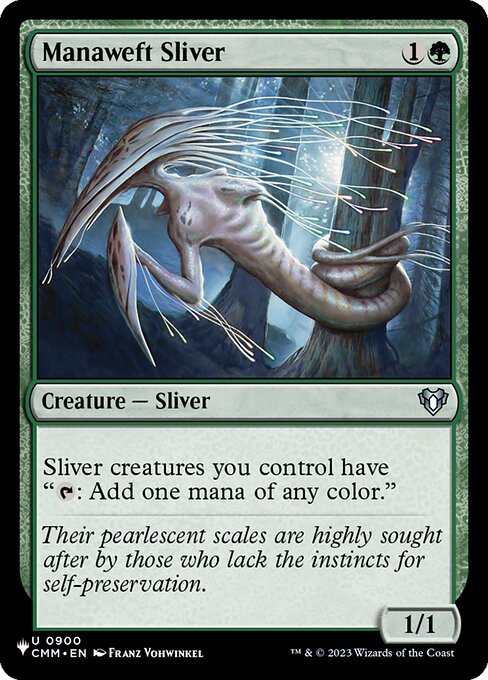 Manaweft Sliver 1
Creature — Sliver
Sliver creatures you control have
“: Add one mana of any color.”
Their pearlescent scales are highly sought
after by those who lack the instincts for
self-preservation.
1/1
U 0900
CMM • EN Franz Vohwinkel
™ & © 2023 Wizards of the Coast